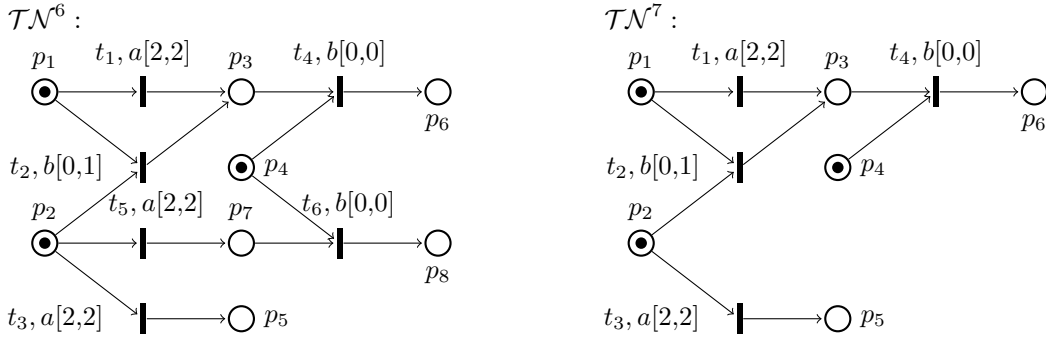 𝒯𝒩⁶ : 𝒯𝒩⁷ :
p₁ t₁, a[2,2] p₃ t₄, b[0,0] p₁ t₁, a[2,2] p₃ t₄, b[0,0]
p₆ p₆
t₂, b[0,1] p₄ t₂, b[0,1] p₄
p₂ t₅, a[2,2] p₇ t₆, b[0,0] p₂
p₈
t₃, a[2,2] p₅ t₃, a[2,2] p₅